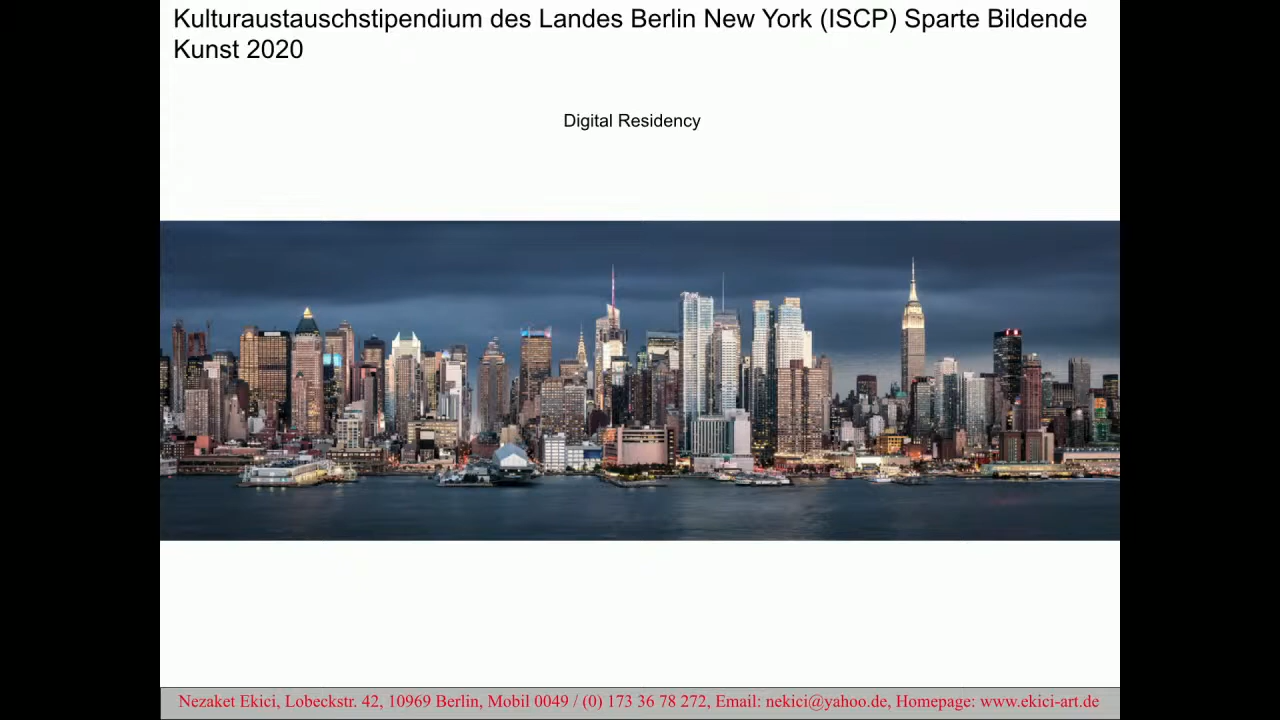 Kulturaustauschstipendium des Landes Berlin New York (ISCP) Sparte Bildende
Kunst 2020
Digital Residency
Nezaket Ekici, Lobeckstr. 42, 10969 Berlin, Mobil 0049 / (0) 173 36 78 272, Email: nekici@yahoo.de, Homepage: www.ekici-art.de